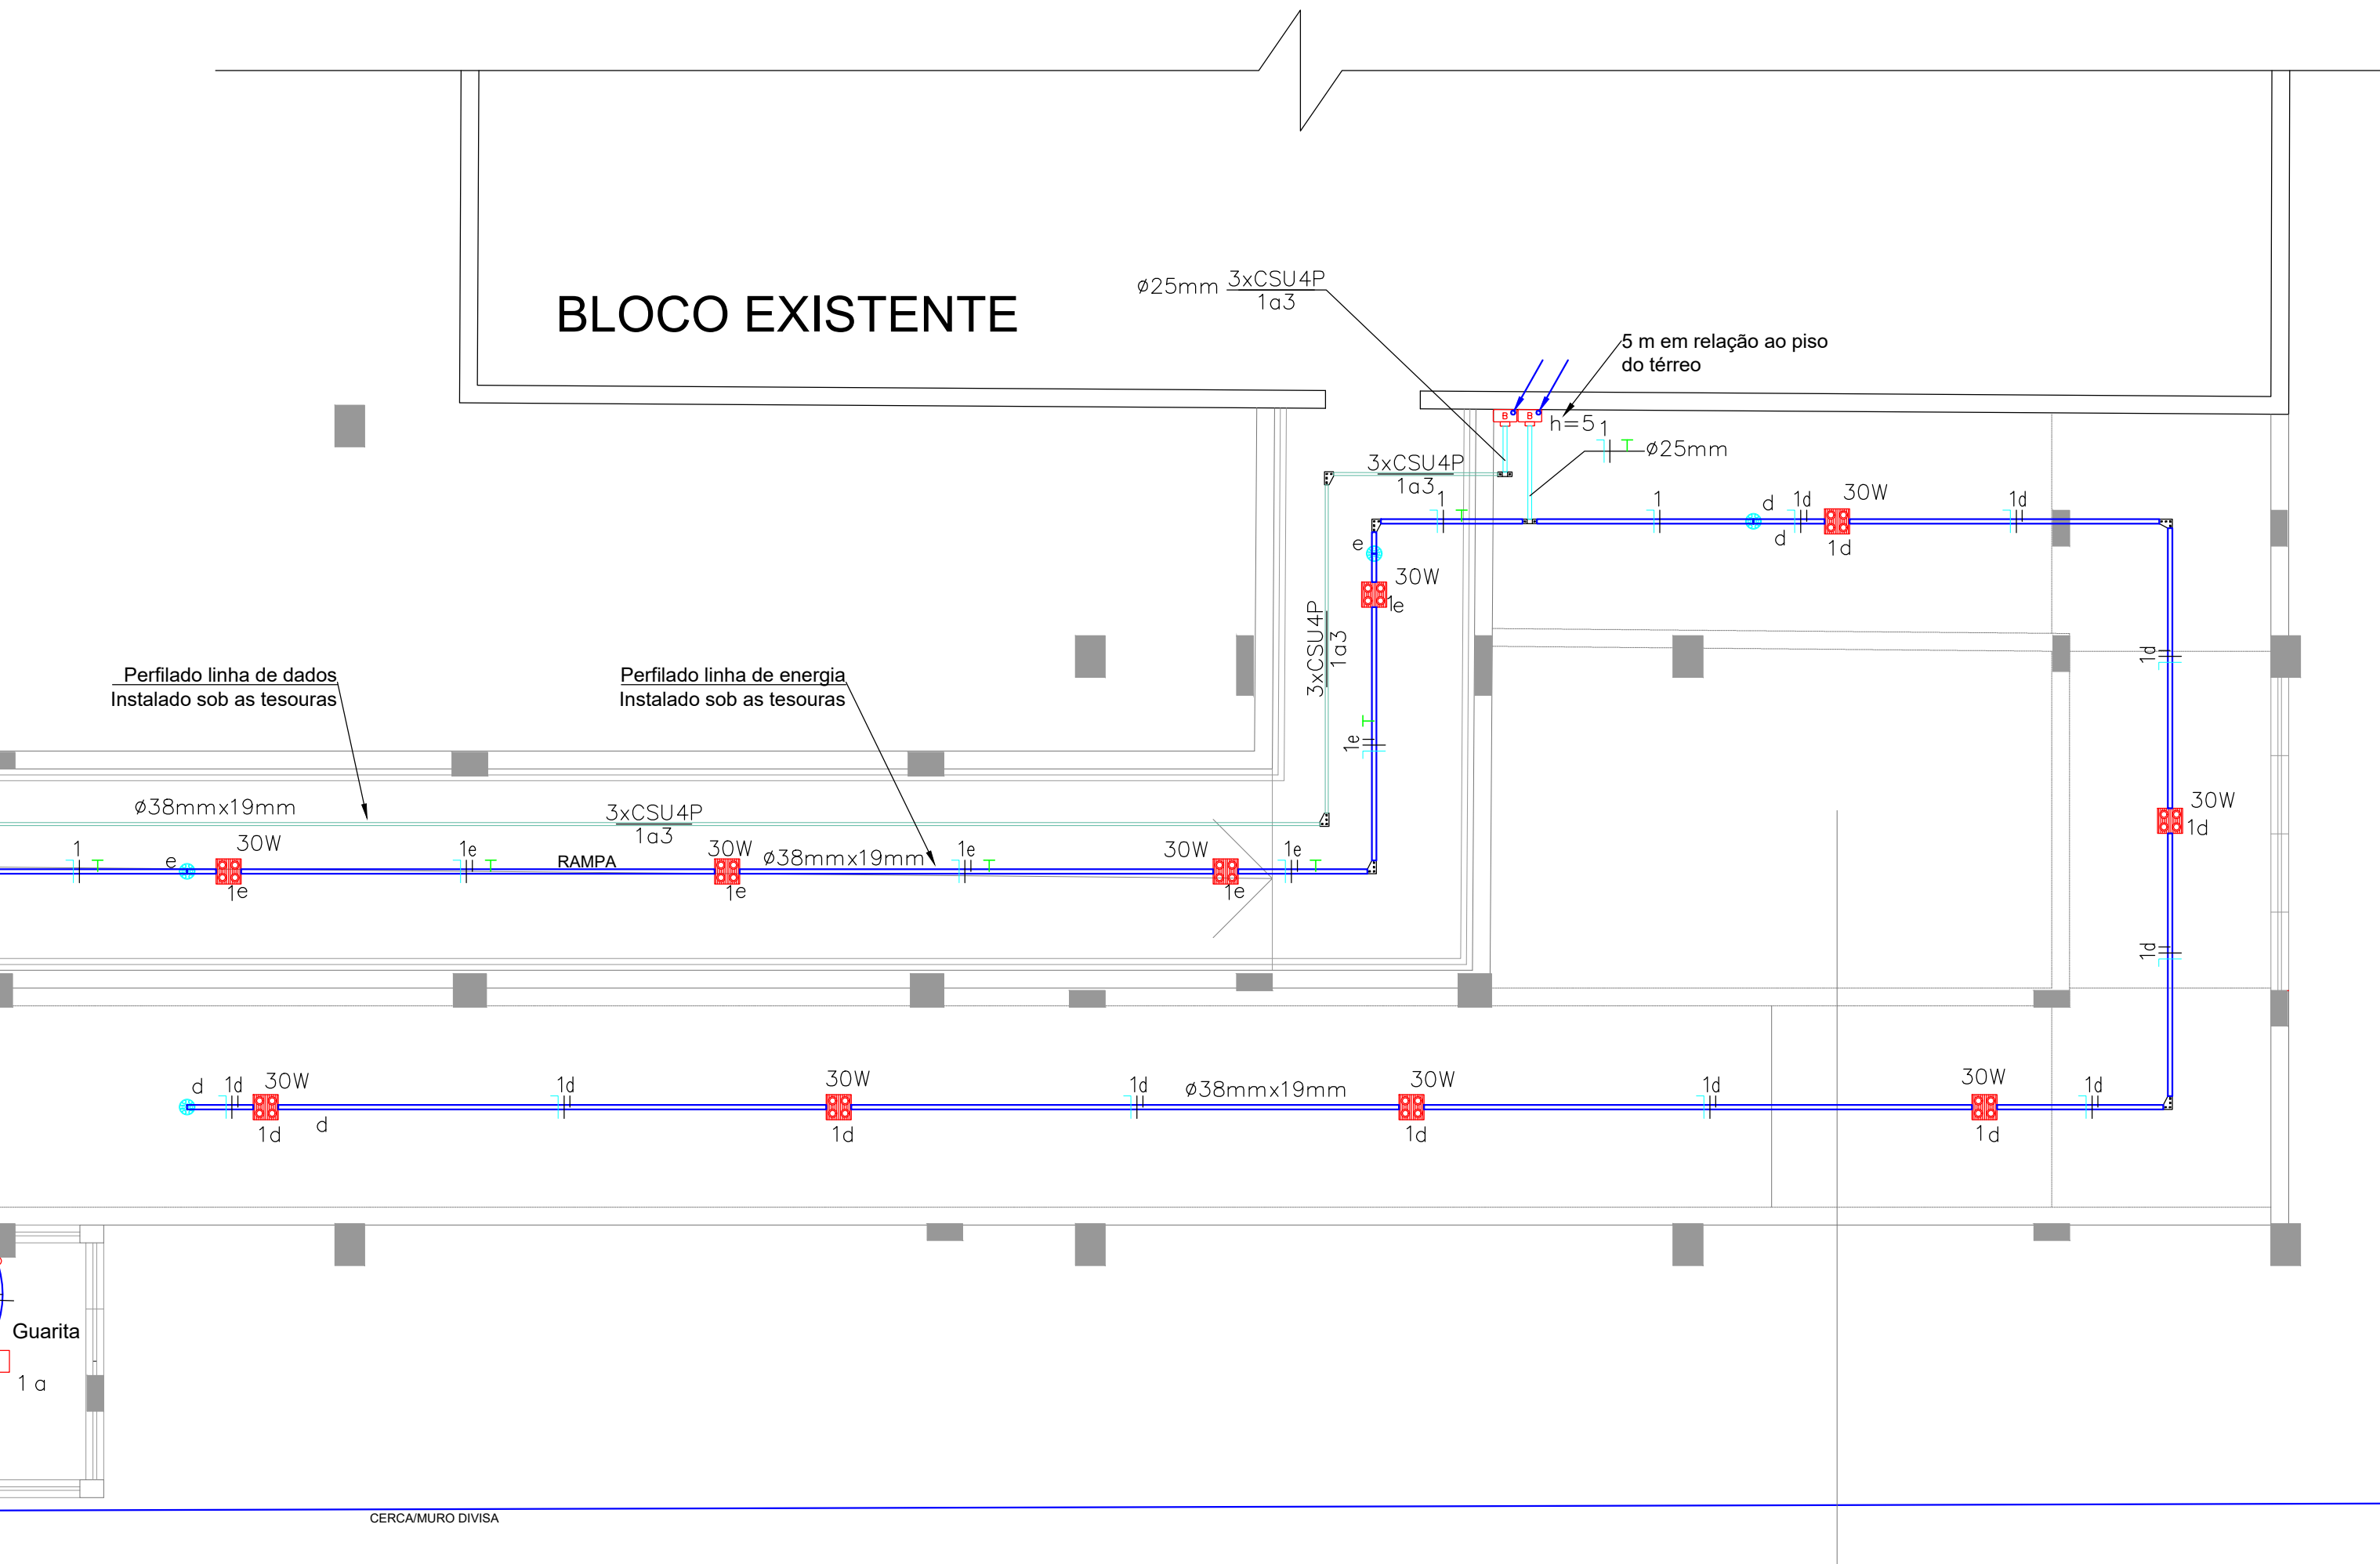 BLOCO EXISTENTE
ø25mm
3xCSU4P
1a3
5 m em relação ao piso
do térreo
B
B
h=5
1
ø25mm
3xCSU4P
1a3
1
1
d
d
1d
30W
1d
1d
e
30W
1e
3xCSU4P
1a3
1e
1d
Perfilado linha de dados
Instalado sob as tesouras
Perfilado linha de energia
Instalado sob as tesouras
ø38mmx19mm
3xCSU4P
1a3
30W
1d
1
e
30W
1e
1e
RAMPA
30W
1e
ø38mmx19mm
1e
30W
1e
1e
1d
d
1d
30W
1d
d
1d
30W
1d
1d
ø38mmx19mm
30W
1d
1d
30W
1d
1d
Guarita
1 a
CERCA/MURO DIVISA